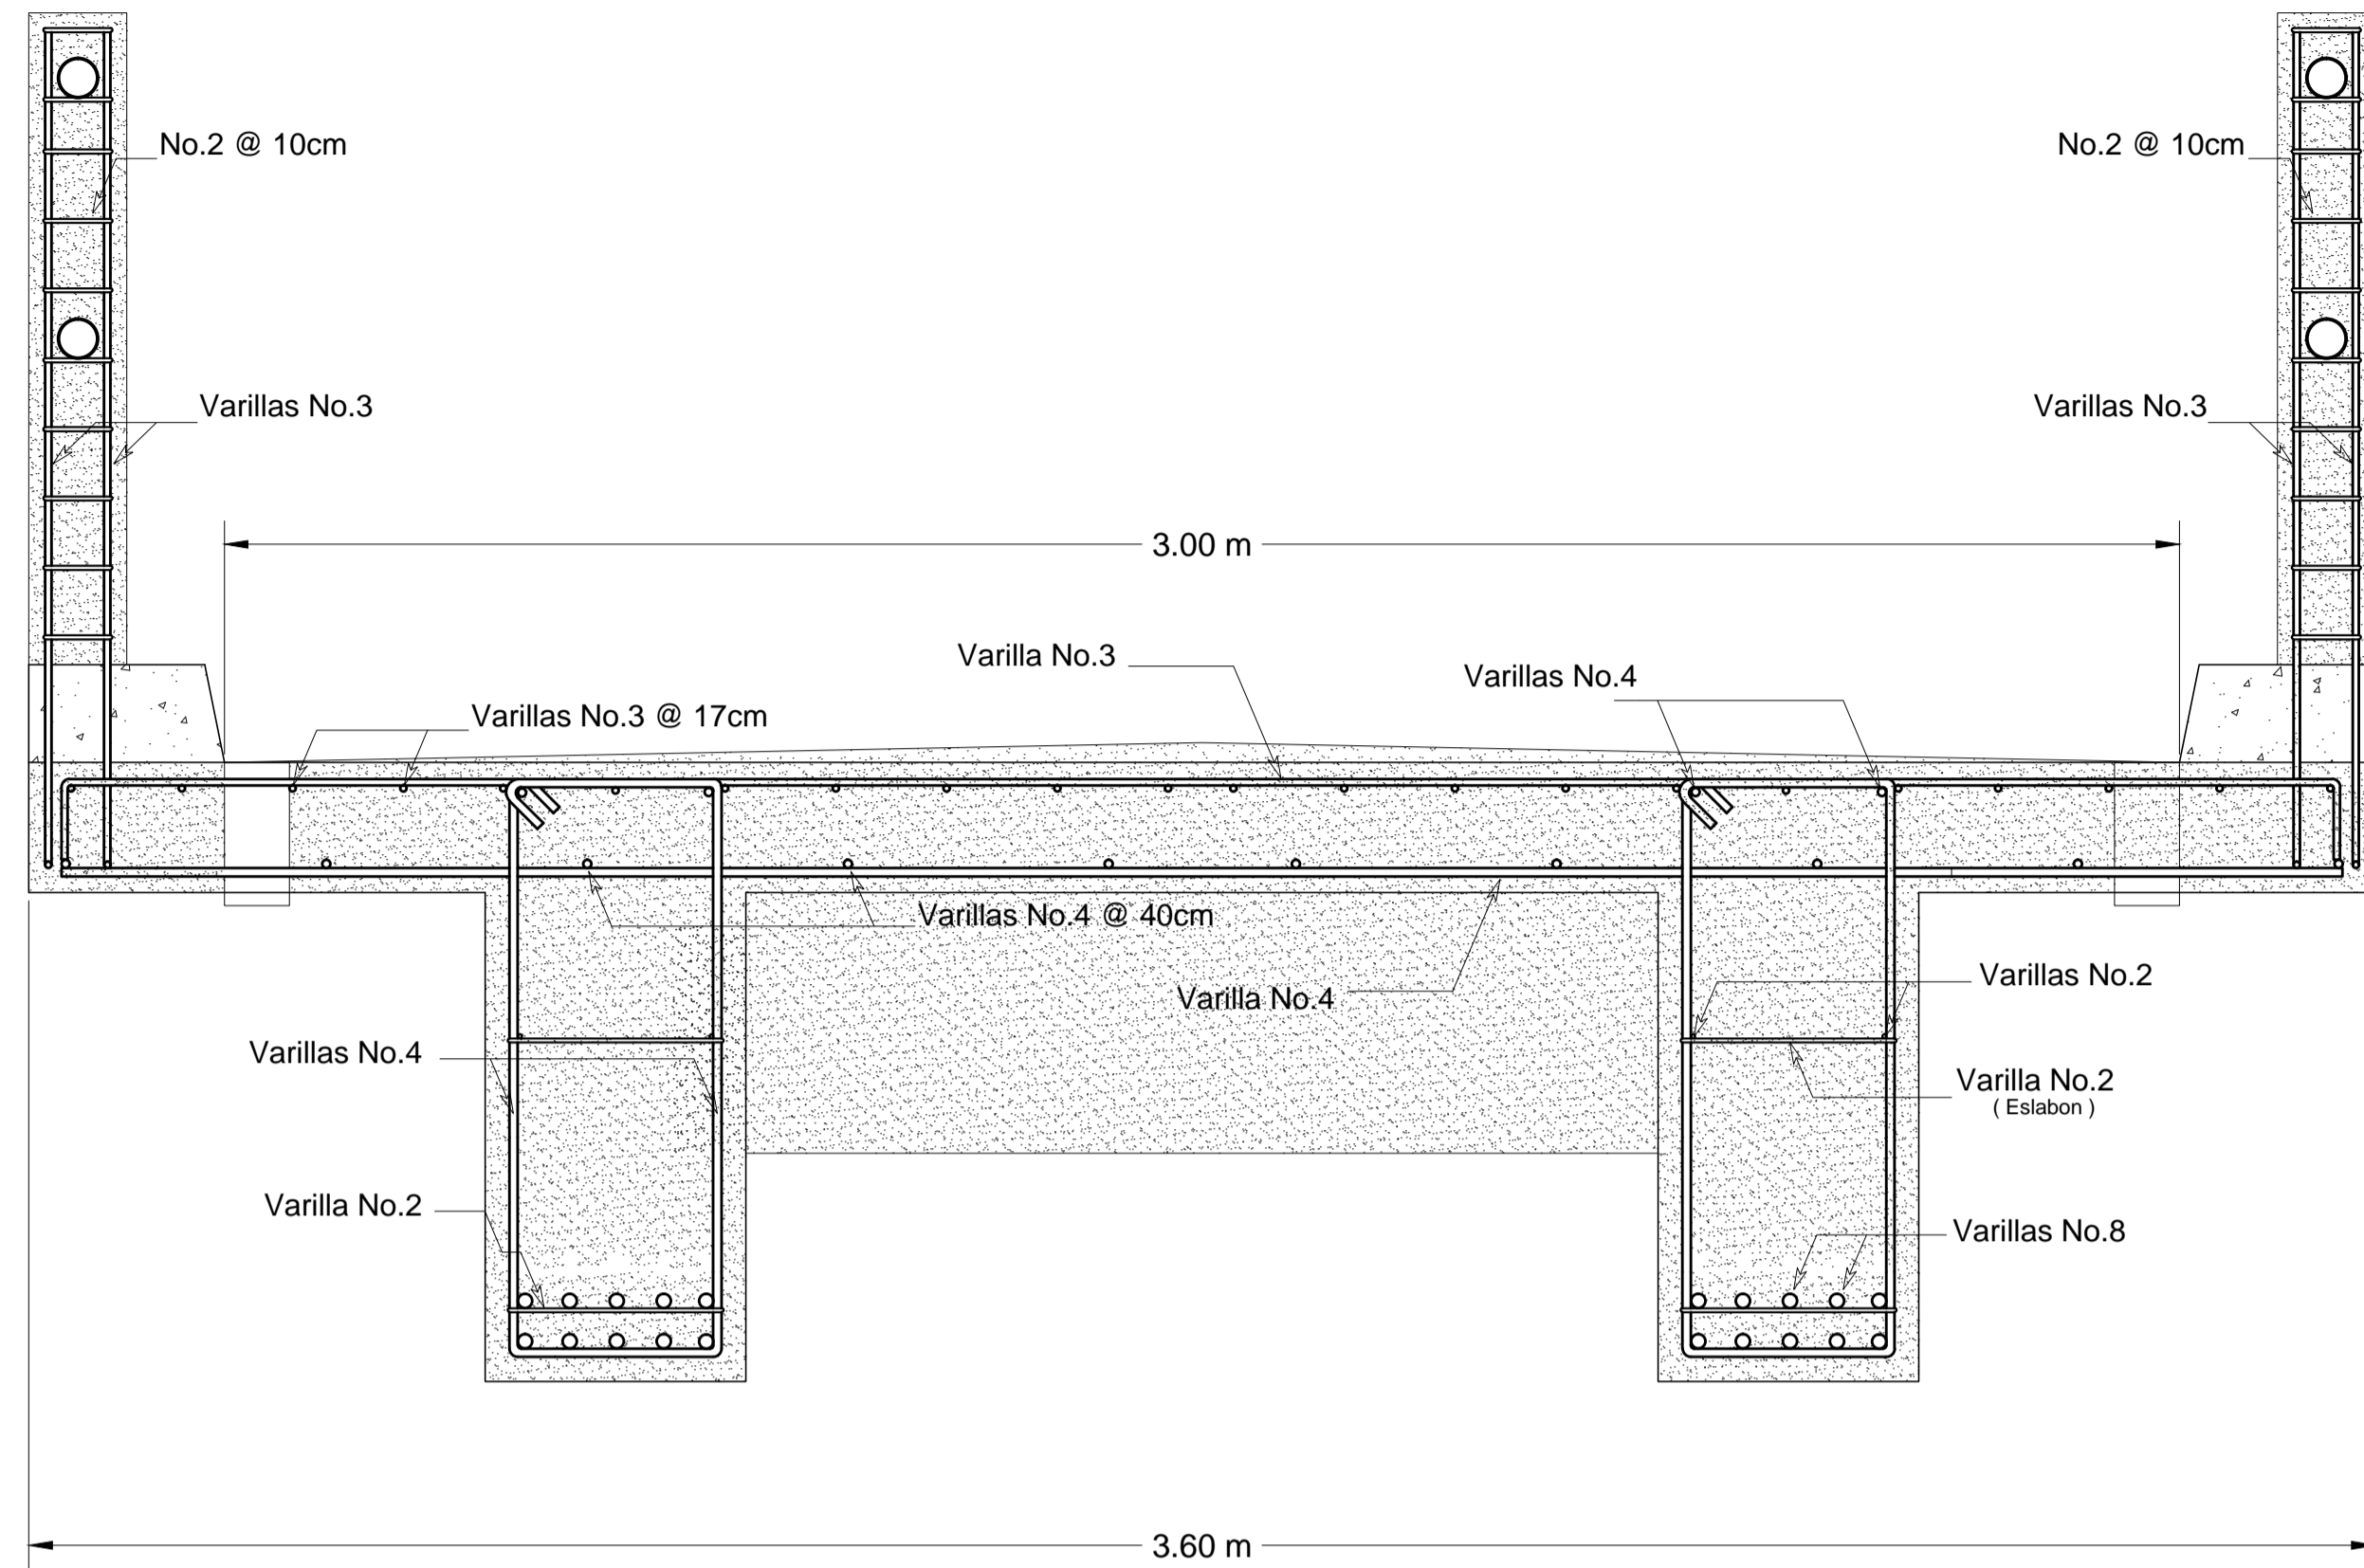 No.2 @ 10cm
No.2 @ 10cm
Varillas No.3
Varillas No.3
3.00 m
Varilla No.3
Varillas No.4
Varillas No.3 @ 17cm
Varillas No.4 @ 40cm
Varilla No.4
Varillas No.2
Varillas No.4
Varilla No.2
( Eslabon )
Varilla No.2
Varillas No.8
3.60 m